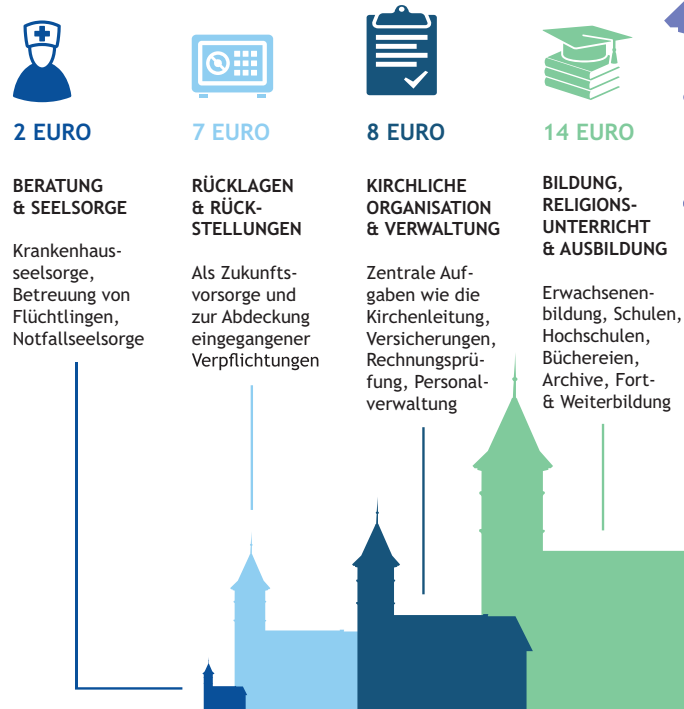 2 EURO
BERATUNG
& SEELSORGE
Krankenhaus-
seelsorge,
Betreuung von
Flüchtlingen,
Notfallseelsorge
7 EURO
RÜCKLAGEN
& RÜCK-
STELLUNGEN
Als Zukunfts-
vorsorge und
zur Abdeckung
eingegangener
Verpflichtungen
8 EURO
KIRCHLICHE
ORGANISATION
& VERWALTUNG
Zentrale Auf-
gaben wie die
Kirchenleitung,
Versicherungen,
Rechnungsprü-
fung, Personal-
verwaltung
14 EURO
BILDUNG,
RELIGIONS-
UNTERRICHT
& AUSBILDUNG
Erwachsenen-
bildung, Schulen,
Hochschulen,
Büchereien,
Archive, Fort-
& Weiterbildung